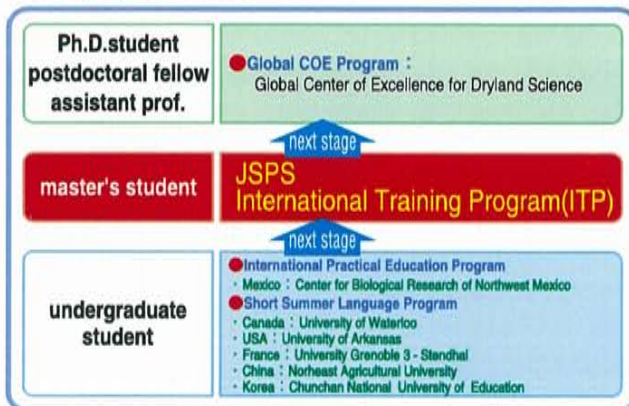 Ph.D.student
postdoctoral fellow
assistant prof.
●Global COE Program：
Global Center of Excellence for Dryland Science
next stage
master's student
JSPS
International Training Program(ITP)
next stage
undergraduate
student
●International Practical Education Program
・Mexico：Center for Biological Research of Northwest Mexico
●Short Summer Language Program
・Canada：University of Waterloo
・USA：University of Arkansas
・France：University Grenoble 3 - Stendhal
・China：Norheast Agricultural University
・Korea：Chunchan National University of Education